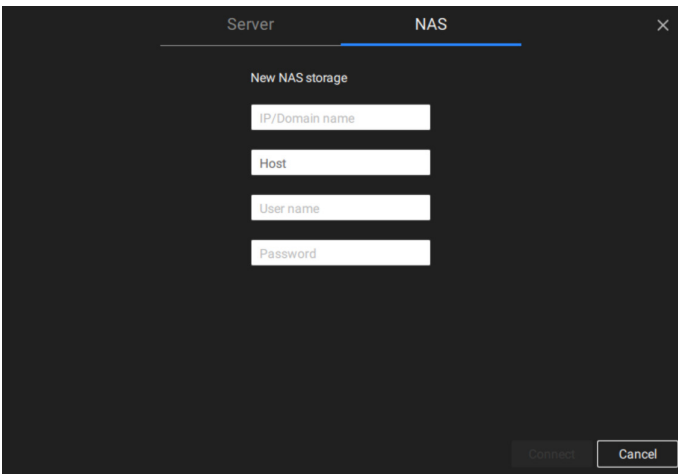 Server NAS
New NAS storage
IP/Domain name
Host
User name
Password
Connect Cancel